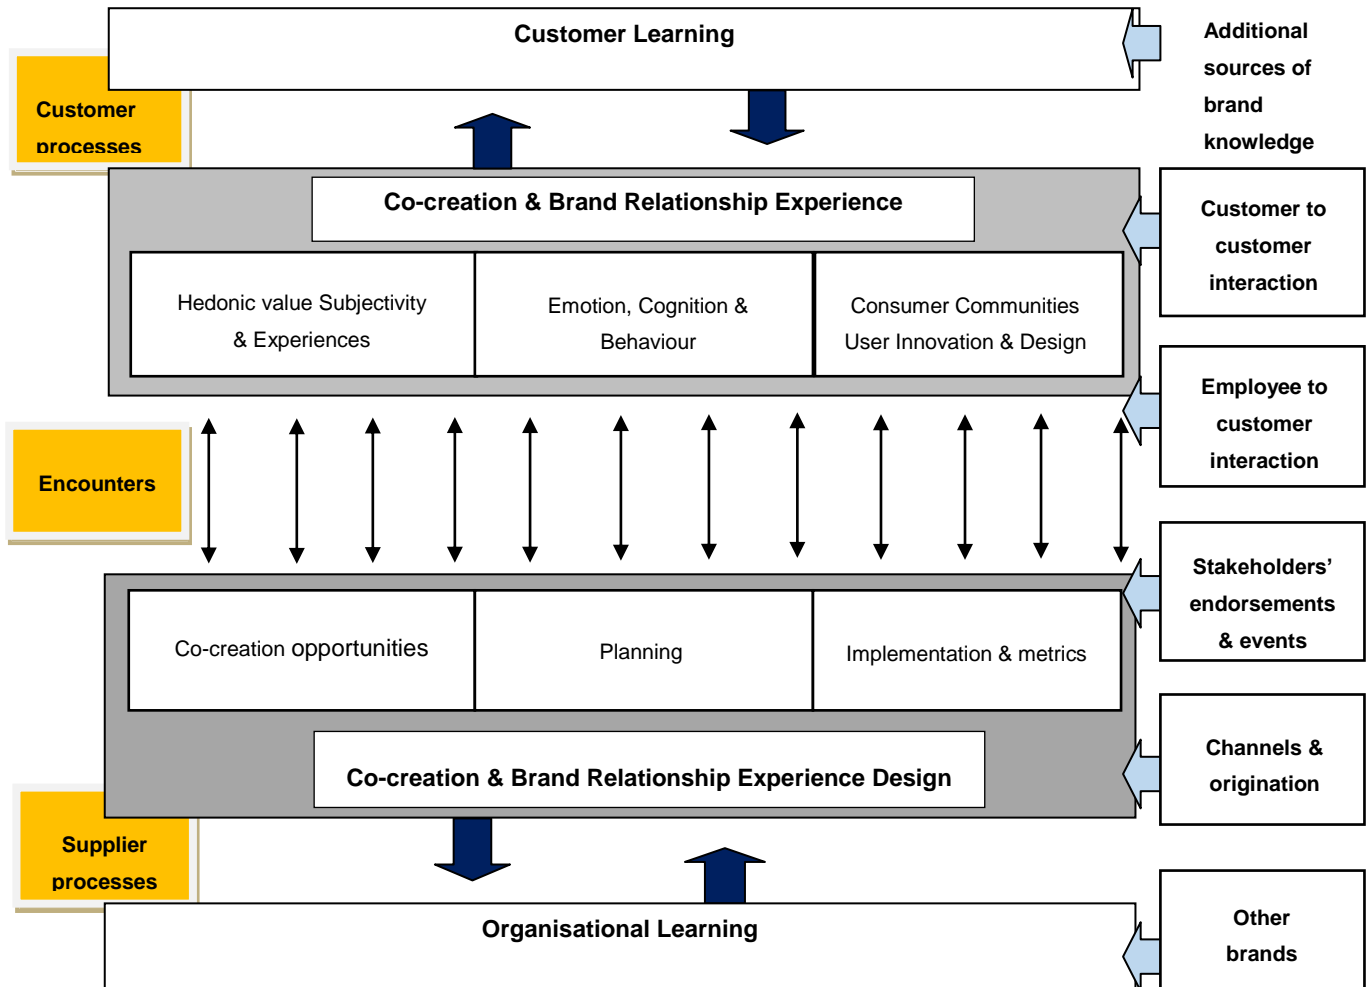 Customer Learning
Additional
sources of
brand
knowledge
Customer
processes
Co-creation & Brand Relationship Experience
Customer to
customer
interaction
Hedonic value Subjectivity
& Experiences
Emotion, Cognition &
Behaviour
Consumer Communities
User Innovation & Design
Employee to
customer
interaction
Encounters
Stakeholders’
endorsements
& events
Co-creation opportunities
Planning
Implementation & metrics
Channels &
origination
Co-creation & Brand Relationship Experience Design
Supplier
processes
Organisational Learning
Other
brands